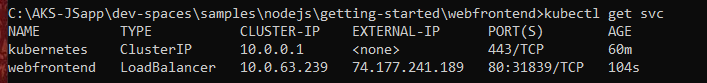 C:\AKS-JSapp\dev-spaces\samples\nodejs\getting-started\webfrontend>kubectl get svc
NAME TYPE CLUSTER-IP EXTERNAL-IP PORT(S) AGE
kubernetes ClusterIP 10.0.0.1 <none> 443/TCP 60m
webfrontend LoadBalancer 10.0.63.239 74.177.241.189 80:31839/TCP 104s